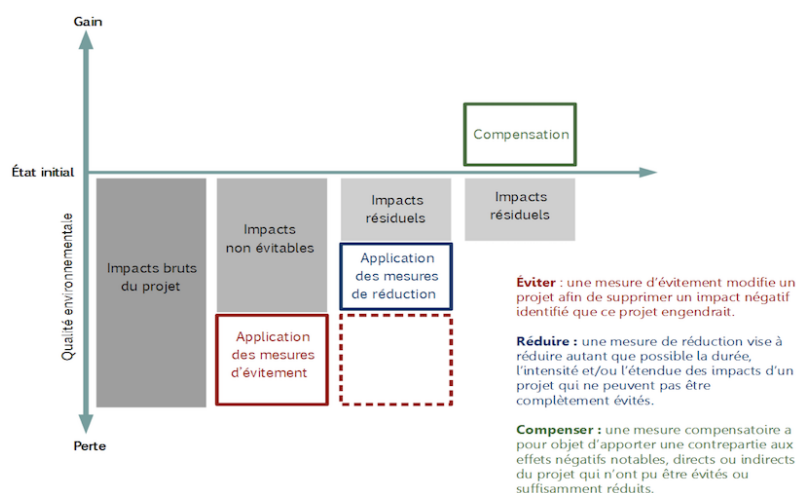 Gain
Compensation
État initial
Qualité environnementale
Impacts bruts
du projet
Impacts
non évitables
Impacts
résiduels
Impacts
résiduels
Application
des mesures
de réduction
Application
des mesures
d'évitement
Perte
Éviter : une mesure d'évitement modifie un
projet afin de supprimer un impact négatif
identifié que ce projet engendrait.
Réduire : une mesure de réduction vise à
réduire autant que possible la durée,
l'intensité et/ou l'étendue des impacts d'un
projet qui ne peuvent pas être
complètement évités.
Compenser : une mesure compensatoire a
pour objet d'apporter une contrepartie aux
effets négatifs notables, directs ou indirects
du projet qui n'ont pu être évités ou
suffisamment réduits.